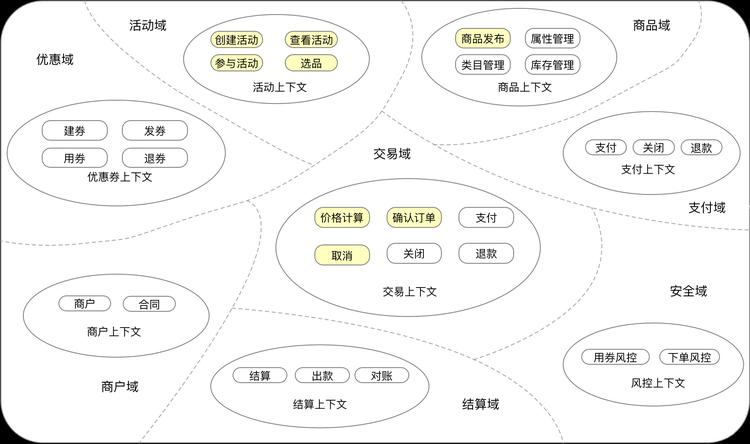 活动域
商品域
优惠域
创建活动 查看活动
参与活动 选品
活动上下文
商品发布 属性管理
类目管理 库存管理
商品上下文
建券 发券
用券 退券
优惠券上下文
交易域
支付 关闭 退款
支付上下文
支付域
价格计算 确认订单 支付
取消 关闭 退款
交易上下文
安全域
商户 合同
商户上下文
商户域
结算 出款 对账
结算上下文
结算域
用券风控 下单风控
风控上下文